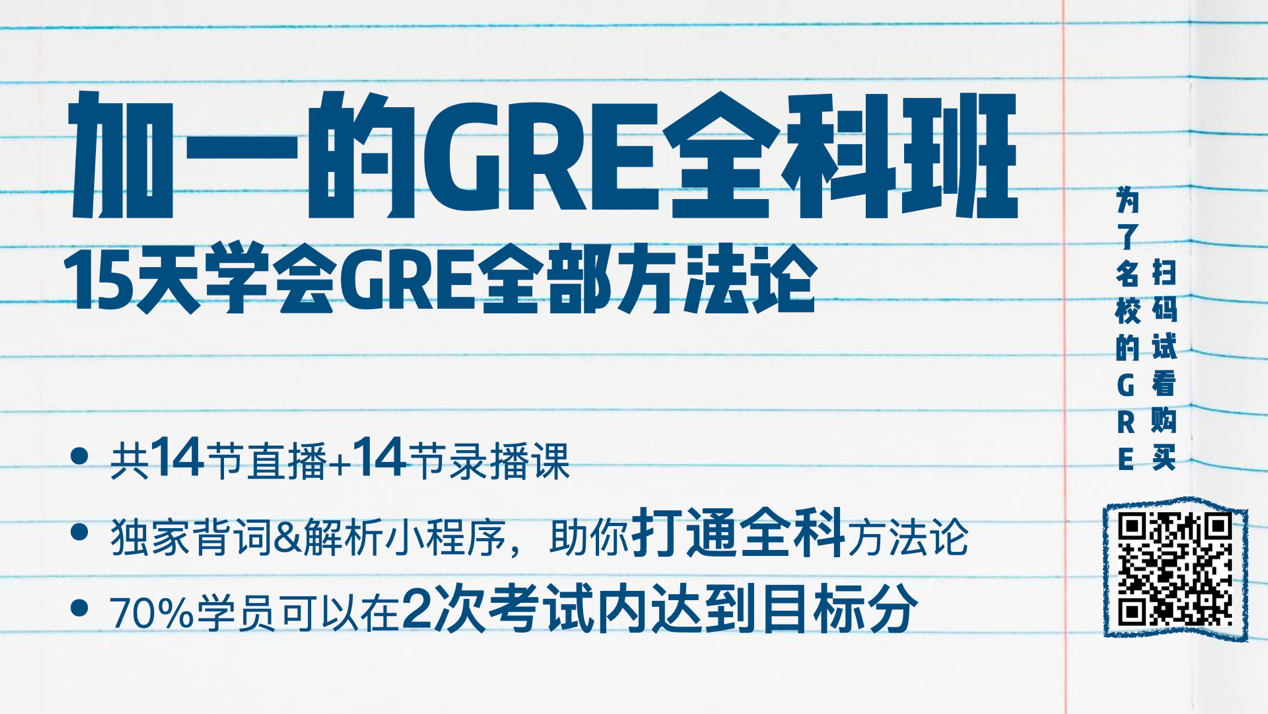 加一的GRE全科班
15天学会GRE全部方法论
共14节直播+14节录播课
独家背词&解析小程序，助你打通全科方法论
70%学员可以在2次考试内达到目标分
为了名校的GRE
扫码试看购买